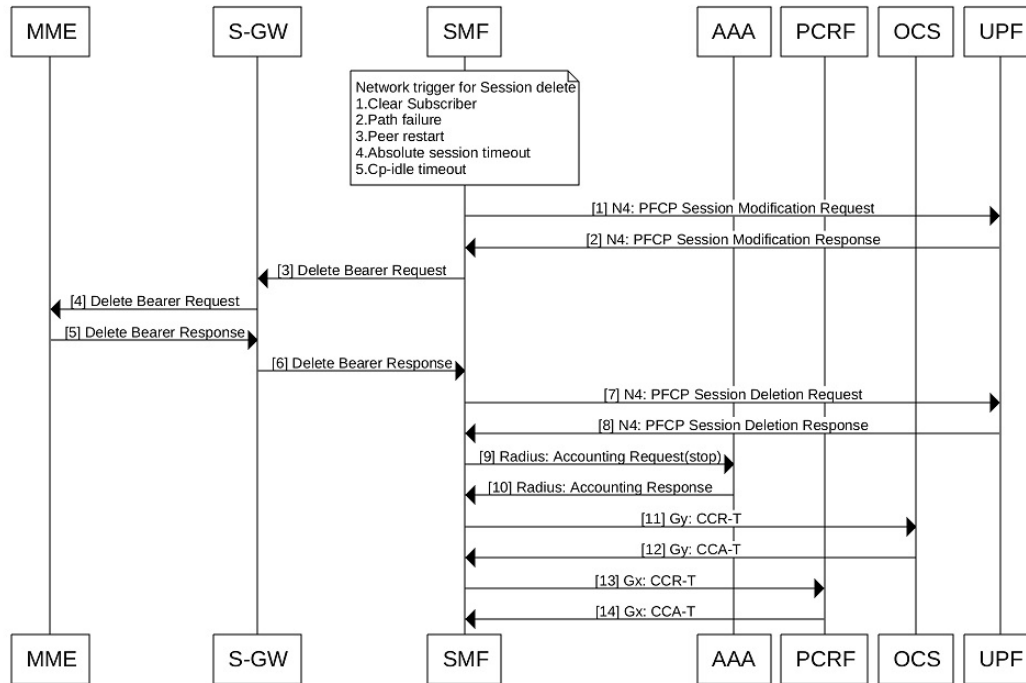 MME S-GW SMF AAA PCRF OCS UPF
Network trigger for Session delete
1.Clear Subscriber
2.Path failure
3.Peer restart
4.Absolute session timeout
5.Cp-idle timeout
[1] N4: PFCP Session Modification Request
[2] N4: PFCP Session Modification Response
[3] Delete Bearer Request
[4] Delete Bearer Request
[5] Delete Bearer Response
[6] Delete Bearer Response
[7] N4: PFCP Session Deletion Request
[8] N4: PFCP Session Deletion Response
[9] Radius: Accounting Request(stop)
[10] Radius: Accounting Response
[11] Gy: CCR-T
[12] Gy: CCA-T
[13] Gx: CCR-T
[14] Gx: CCA-T
MME S-GW SMF AAA PCRF OCS UPF